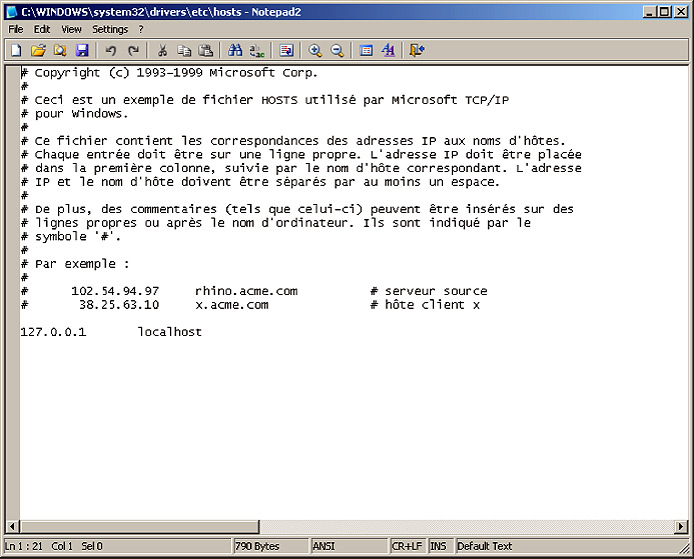 C:\WINDOWS\system32\drivers\etc\hosts - Notepad2
File Edit View Settings ?
# Copyright (c) 1993-1999 Microsoft Corp.
#
# Ceci est un exemple de fichier HOSTS utilisé par Microsoft TCP/IP
# pour Windows.
#
# Ce fichier contient les correspondances des adresses IP aux noms d'hôtes.
# Chaque entrée doit être sur une ligne propre. L'adresse IP doit être placée
# dans la première colonne, suivie par le nom d'hôte correspondant. L'adresse
# IP et le nom d'hôte doivent être séparés par au moins un espace.
#
# De plus, des commentaires (tels que celui-ci) peuvent être insérés sur des
# lignes propres ou après le nom d'ordinateur. Ils sont indiqué par le
# symbole '#'.
#
# Par exemple :
#
#      102.54.94.97     rhino.acme.com          # serveur source
#       38.25.63.10     x.acme.com              # hôte client x

127.0.0.1       localhost
Ln 1 : 21 Col 1 Sel 0 790 Bytes ANSI CR+LF INS Default Text